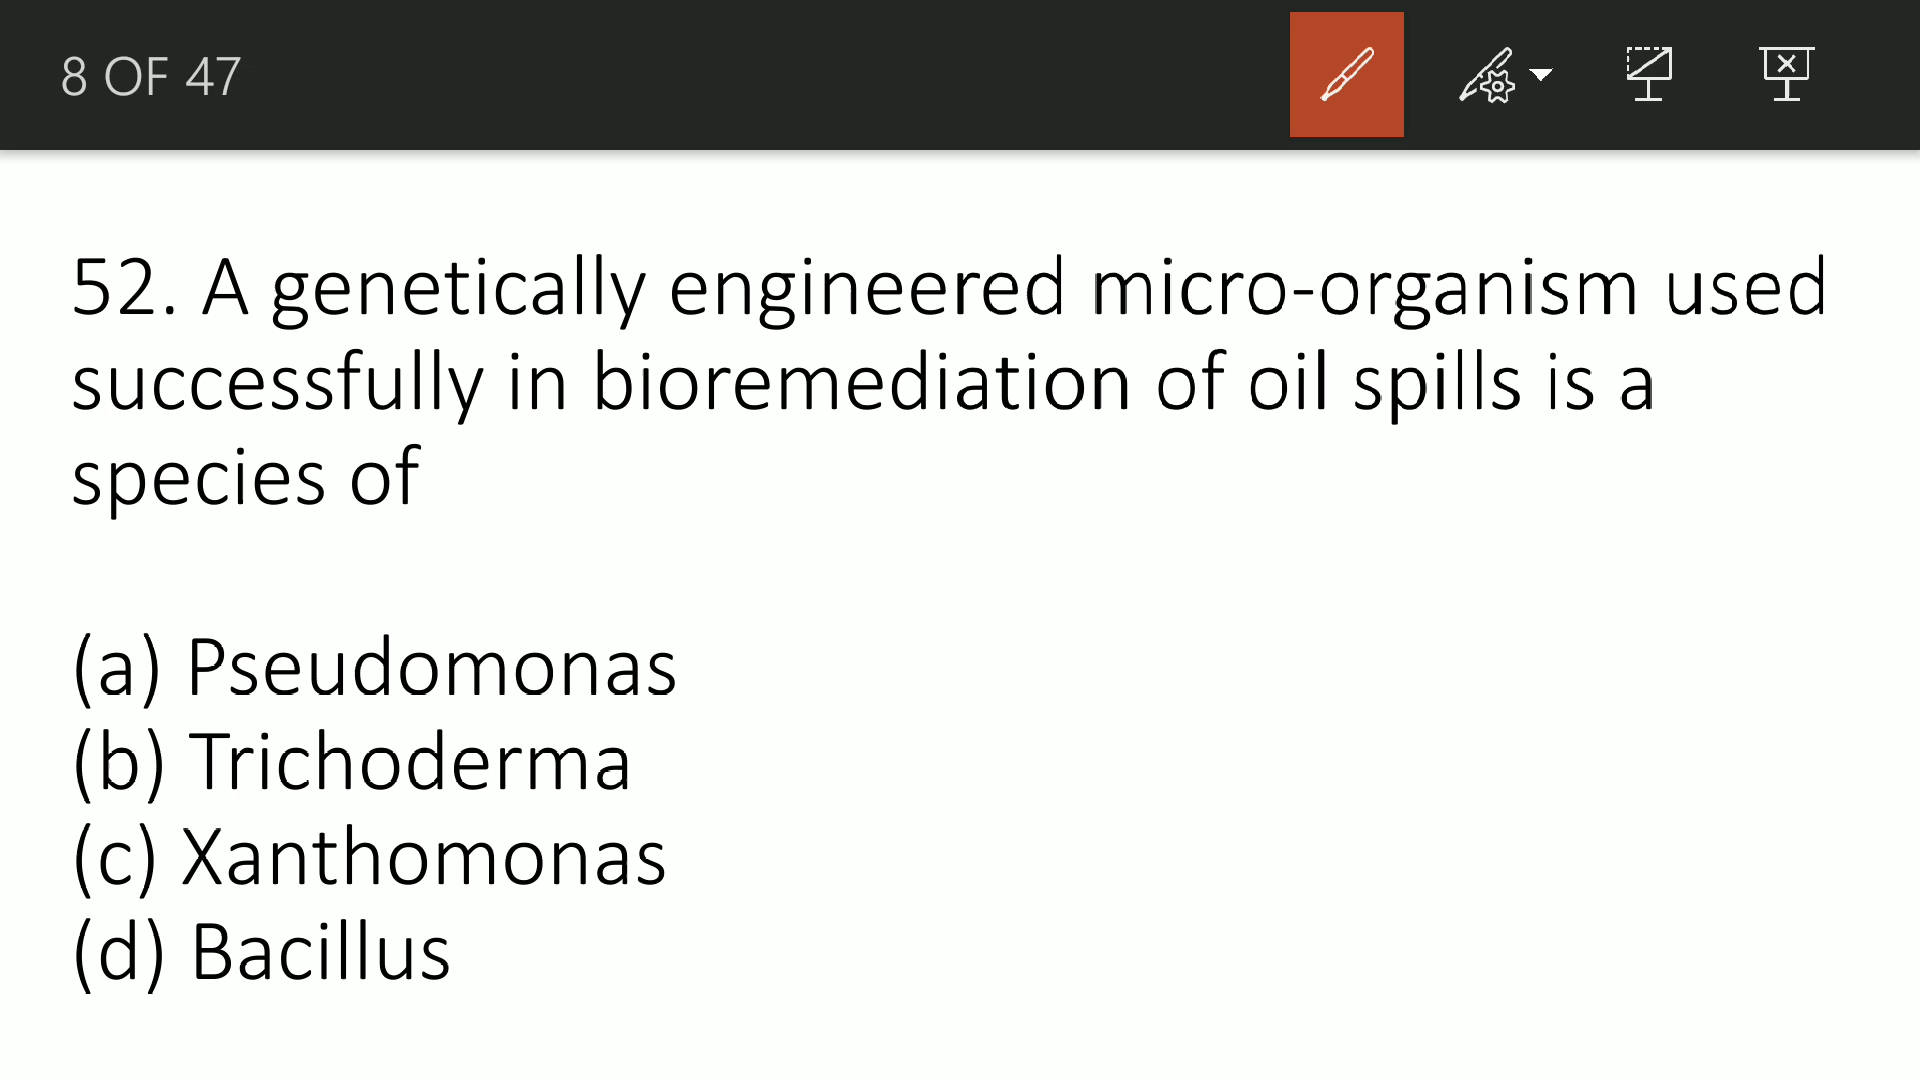 8 OF 47
52. A genetically engineered micro-organism used
successfully in bioremediation of oil spills is a
species of
(a) Pseudomonas
(b) Trichoderma
(c) Xanthomonas
(d) Bacillus